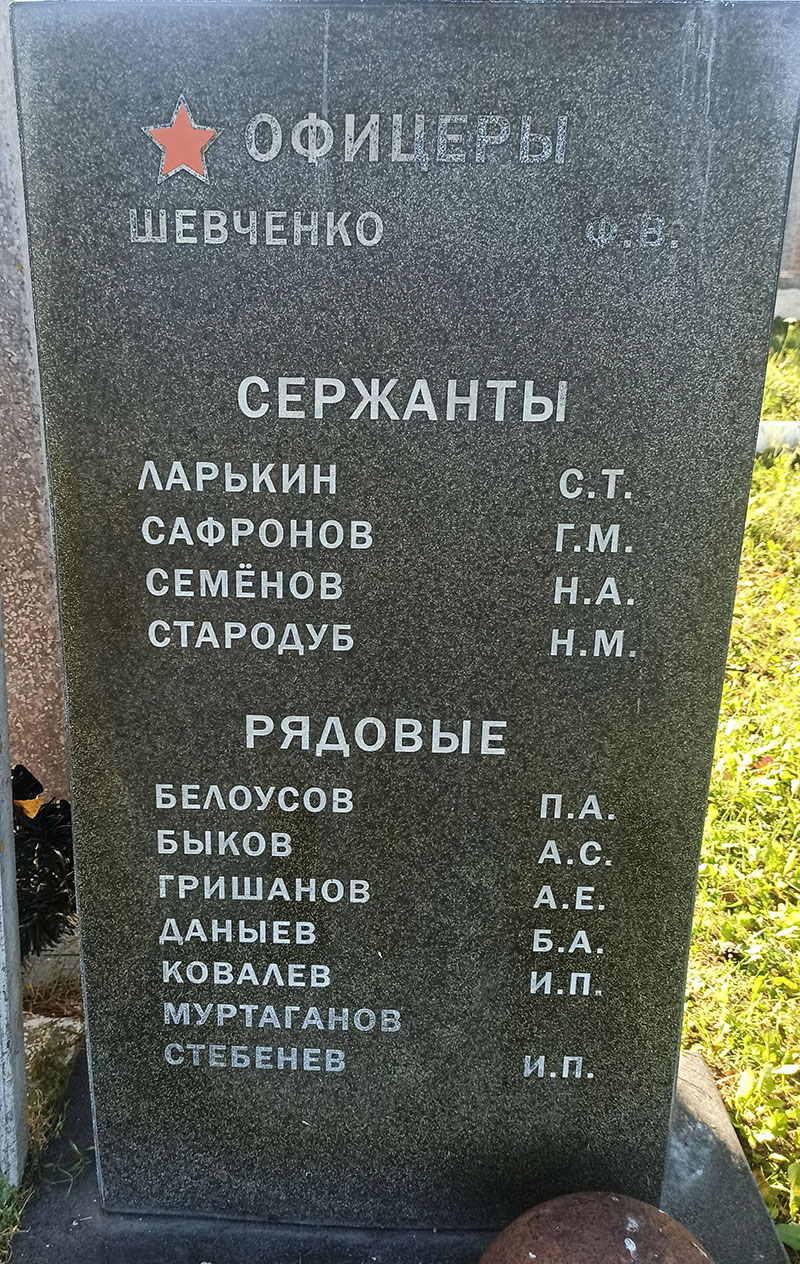 ОФИЦЕРЫ
ШЕВЧЕНКО Ф.В.
СЕРЖАНТЫ
ЛАРЬКИН С.Т.
САФРОНОВ Г.М.
СЕМЁНОВ Н.А.
СТАРОДУБ Н.М.
РЯДОВЫЕ
БЕЛОУСОВ П.А.
БЫКОВ А.С.
ГРИШАНОВ А.Е.
ДАНЫЕВ Б.А.
КОВАЛЕВ И.П.
МУРТАГАНОВ
СТЕБЕНЕВ И.П.